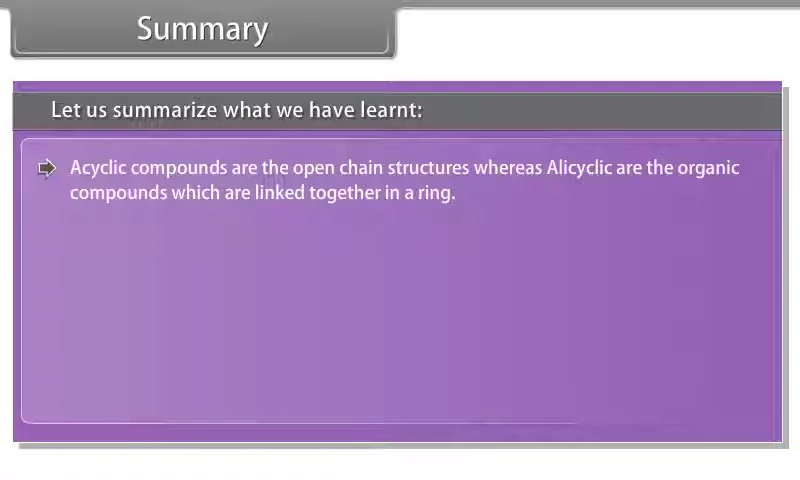 Summary
Let us summarize what we have learnt:
Acyclic compounds are the open chain structures whereas Alicyclic are the organic
compounds which are linked together in a ring.